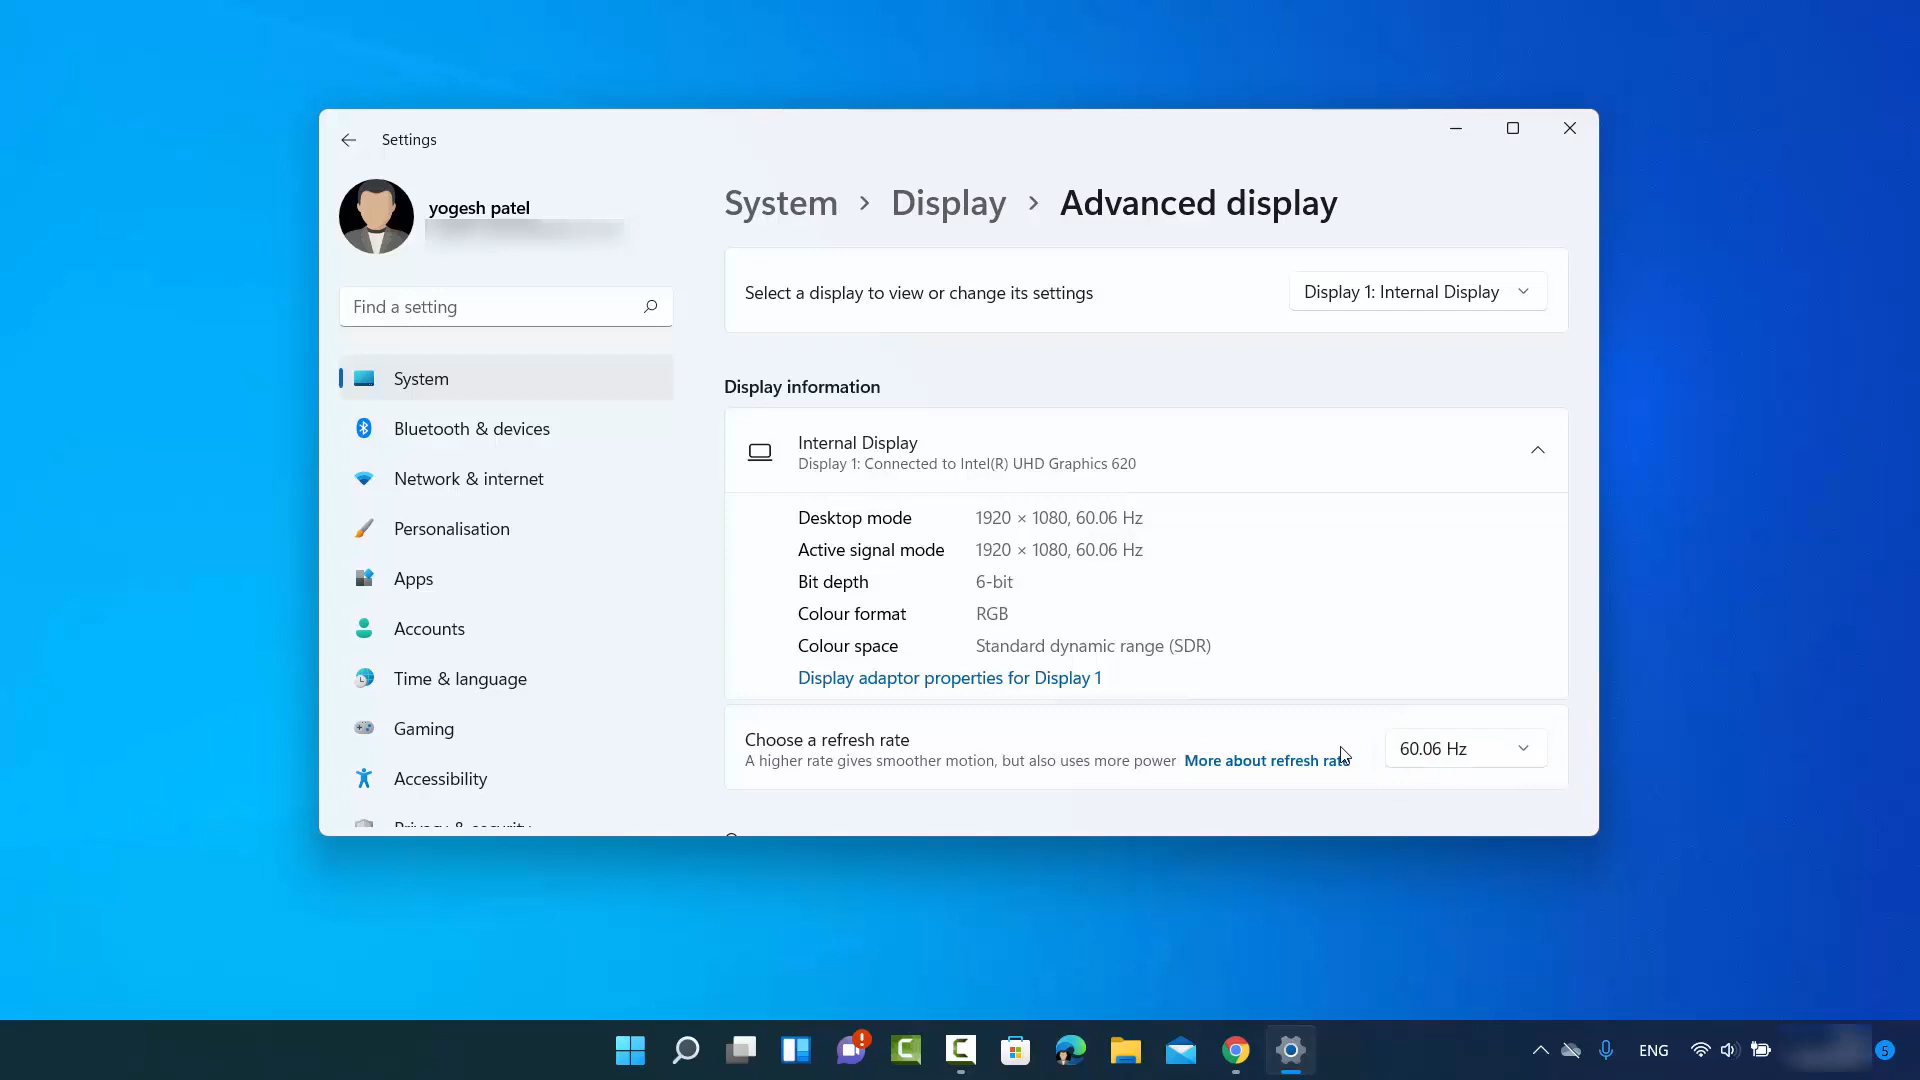 Settings
yogesh patel
Find a setting
System
Bluetooth & devices
Network & internet
Personalisation
Apps
Accounts
Time & language
Gaming
Accessibility
Privacy & security
System > Display > Advanced display
Select a display to view or change its settings
Display 1: Internal Display
Display information
Internal Display
Display 1: Connected to Intel(R) UHD Graphics 620
Desktop mode 1920 × 1080, 60.06 Hz
Active signal mode 1920 × 1080, 60.06 Hz
Bit depth 6-bit
Colour format RGB
Colour space Standard dynamic range (SDR)
Display adaptor properties for Display 1
Choose a refresh rate
A higher rate gives smoother motion, but also uses more power More about refresh rate
60.06 Hz
ENG
5